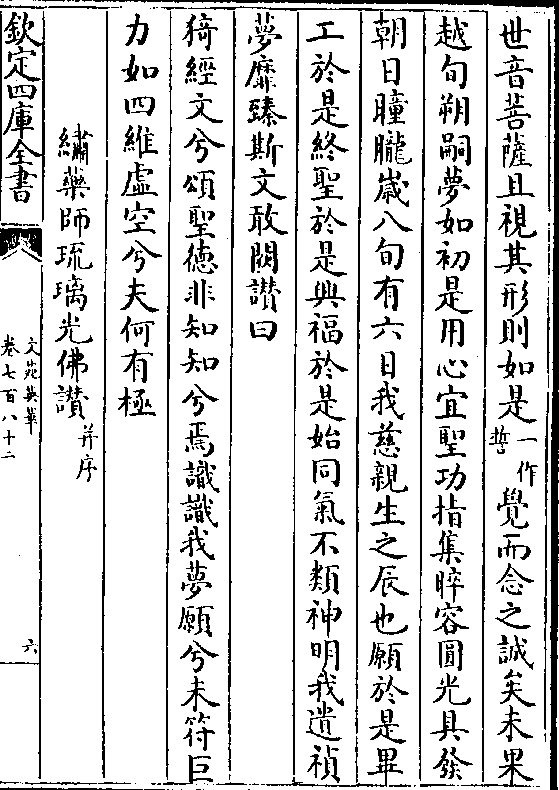 世音菩薩且視其形則如是一作誓覺而念之誠矣未果
越旬朔嗣夢如初是用心宜聖功指集睟容圓光具發
朝日瞳朧歳八旬有六日我慈親生之辰也願於是畢
工於是終聖於是興福於是始同氣不類神明我遺禎
夢靡臻斯文敢闕讃曰
猗經文兮頌聖德非知知兮焉識識我夢願兮未符巨
力如四維虚空兮夫何有極
繡藥師琉璃光佛讃并序
欽定四庫全書
文苑英華
卷七百八十二
六